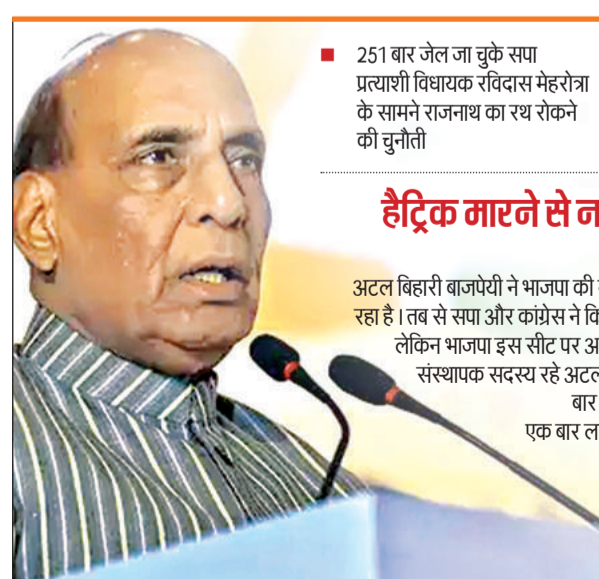 251 बार जेल जा चुके सपा
प्रत्याशी विधायक रविदास मेहरोत्रा
के सामने राजनाथ का रथ रोकने
की चुनौती
हैट्रिक मारने से न
अटल बिहारी बाजपेयी ने भाजपा की
रहा है। तब से सपा और कांग्रेस ने कि
लेकिन भाजपा इस सीट पर अ
संस्थापक सदस्य रहे अटल
बार
एक बार ल